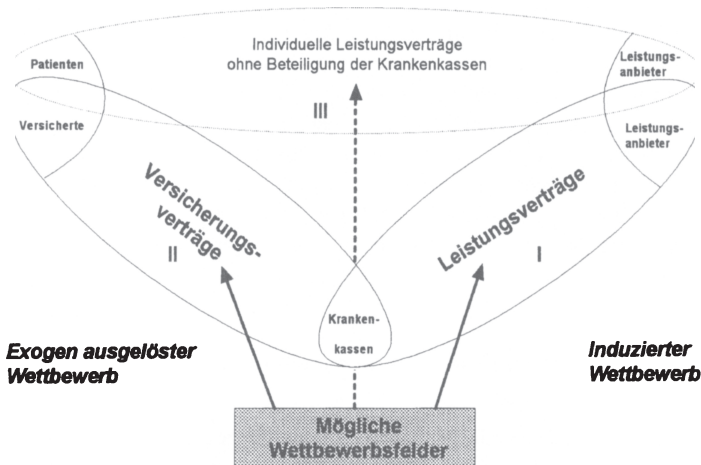 Individuelle Leistungsverträge
ohne Beteiligung der Krankenkassen
Patienten
Leistungs-
anbieter
III
Versicherte
Leistungs-
anbieter
Versicherungs-
verträge
II
Leistungsverträge
I
Kranken-
kassen
Exogen ausgelöster
Wettbewerb
Induzierter
Wettbewerb
Mögliche
Wettbewerbsfelder